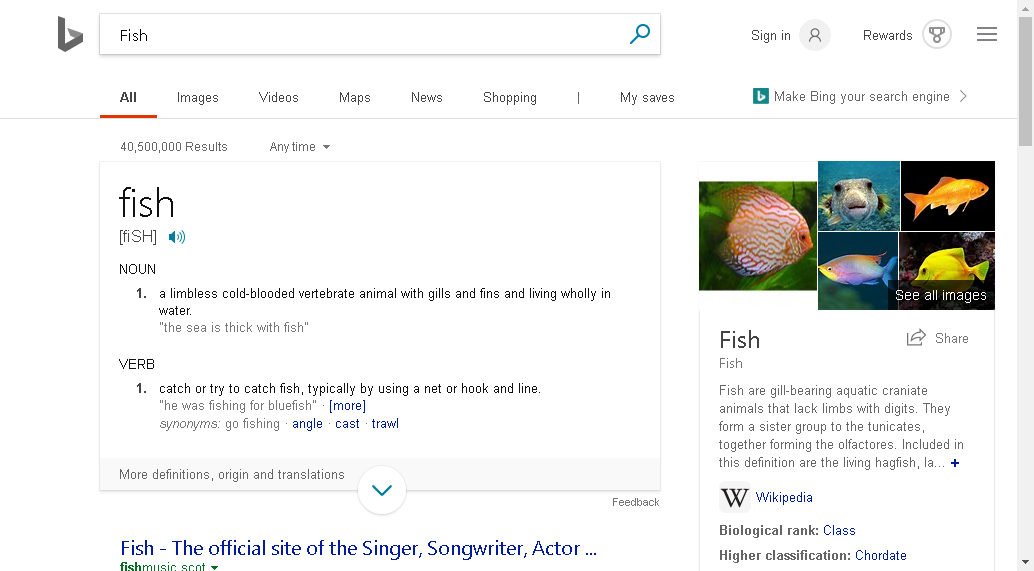 Fish
Sign in
Rewards
All
Images
Videos
Maps
News
Shopping
|
My saves
Make Bing your search engine
40,500,000 Results
Any time
fish
[fiSH]
NOUN
1. a limbless cold-blooded vertebrate animal with gills and fins and living wholly in
water.
"the sea is thick with fish"
VERB
1. catch or try to catch fish, typically by using a net or hook and line.
"he was fishing for bluefish" · [more]
synonyms: go fishing · angle · cast · trawl
More definitions, origin and translations
Feedback
Fish - The official site of the Singer, Songwriter, Actor ...
fishmusic.scot
See all images
Fish
Share
Fish
Fish are gill-bearing aquatic craniate
animals that lack limbs with digits. They
form a sister group to the tunicates,
together forming the olfactores. Included in
this definition are the living hagfish, la... +
W Wikipedia
Biological rank: Class
Higher classification: Chordate